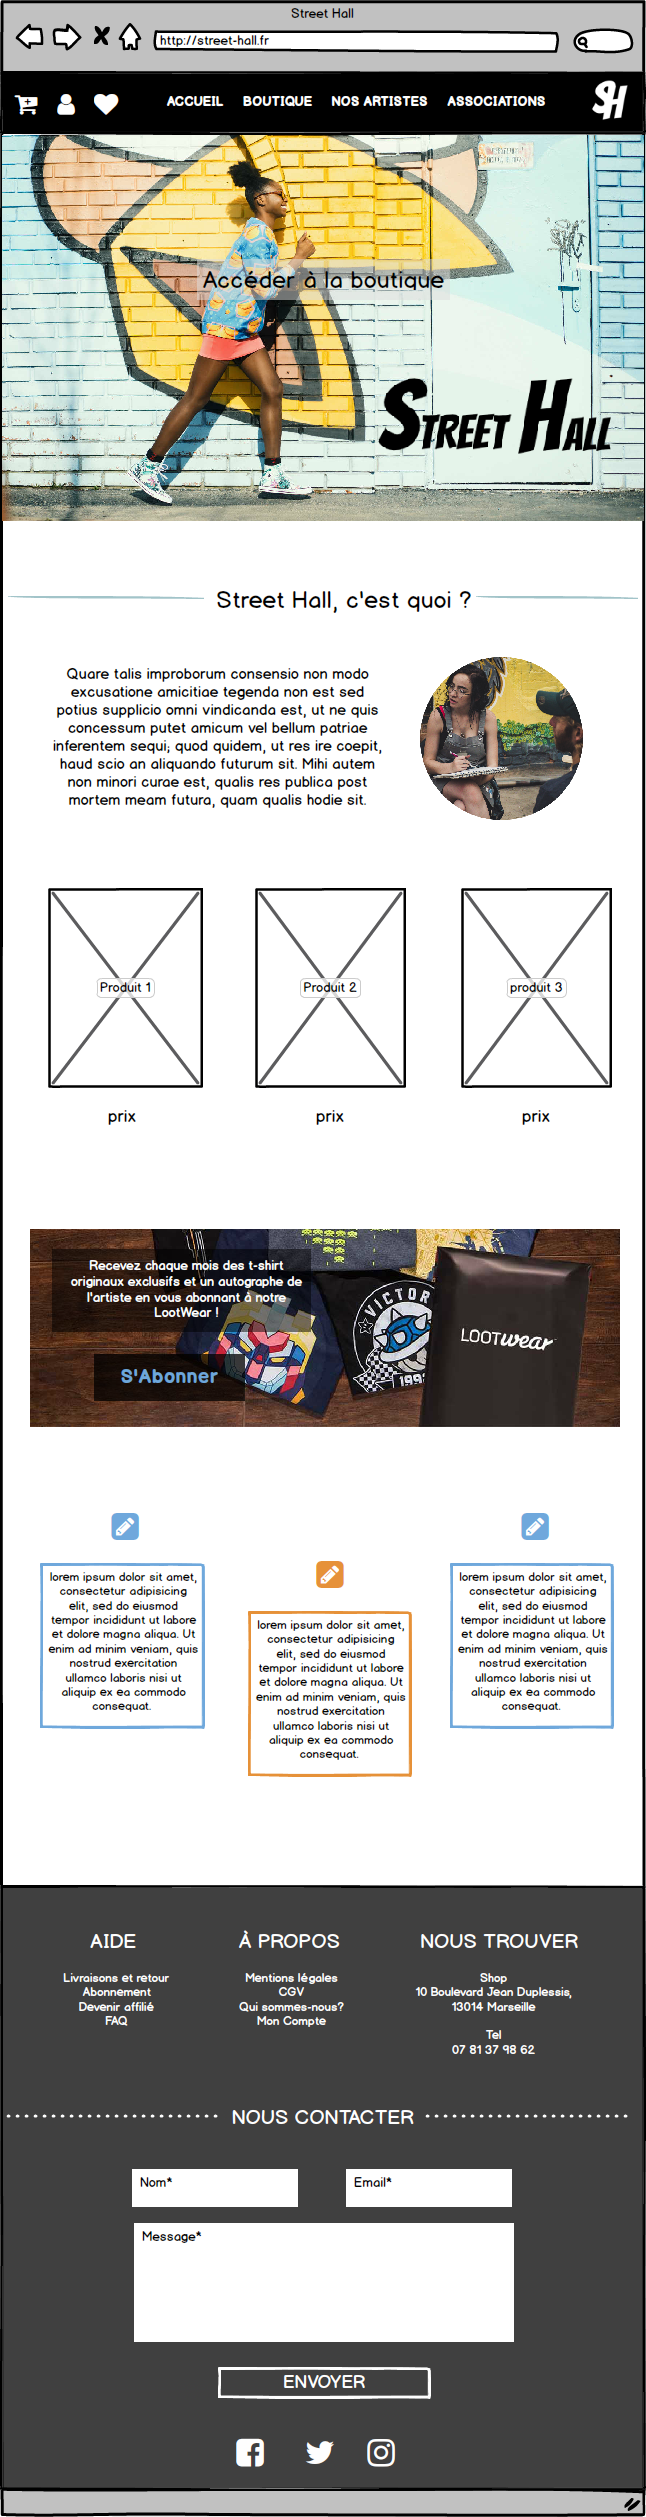 Street Hall
http://street-hall.fr
ACCUEIL BOUTIQUE NOS ARTISTES ASSOCIATIONS
SH
Accéder à la boutique
STREET HALL
Street Hall, c'est quoi ?
Quare talis improborum consensio non modo
excusatione amicitiae tegenda non est sed
potius supplicio omni vindicanda est, ut ne quis
concessum putet amicum vel bellum patriae
inferentem sequi; quod quidem, ut res ire coepit,
haud scio an aliquando futurum sit. Mihi autem
non minori curae est, qualis res publica post
mortem meam futura, quam qualis hodie sit.
Produit 1
Produit 2
produit 3
prix
prix
prix
Recevez chaque mois des t-shirt
originaux exclusifs et un autographe de
l'artiste en vous abonnant à notre
LootWear !
S'Abonner
VICTOR
1992
LOOTwear
lorem ipsum dolor sit amet,
consectetur adipisicing
elit, sed do eiusmod
tempor incididunt ut labore
et dolore magna aliqua. Ut
enim ad minim veniam, quis
nostrud exercitation
ullamco laboris nisi ut
aliquip ex ea commodo
consequat.
lorem ipsum dolor sit amet,
consectetur adipisicing
elit, sed do eiusmod
tempor incididunt ut labore
et dolore magna aliqua. Ut
enim ad minim veniam, quis
nostrud exercitation
ullamco laboris nisi ut
aliquip ex ea commodo
consequat.
lorem ipsum dolor sit amet,
consectetur adipisicing
elit, sed do eiusmod
tempor incididunt ut labore
et dolore magna aliqua. Ut
enim ad minim veniam, quis
nostrud exercitation
ullamco laboris nisi ut
aliquip ex ea commodo
consequat.
AIDE
Livraisons et retour
Abonnement
Devenir affilié
FAQ
À PROPOS
Mentions légales
CGV
Qui sommes-nous?
Mon Compte
NOUS TROUVER
Shop
10 Boulevard Jean Duplessis,
13014 Marseille
Tel
07 81 37 98 62
NOUS CONTACTER
Nom*
Email*
Message*
ENVOYER